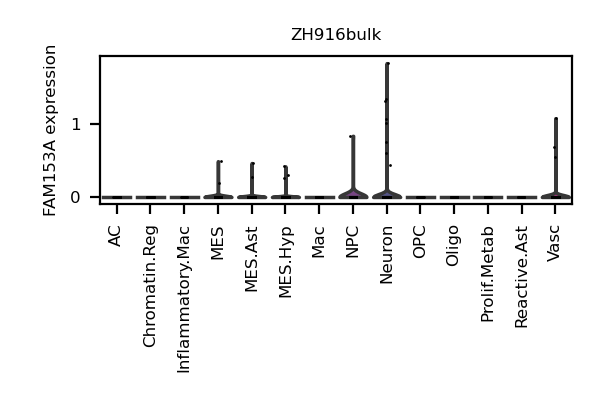 ZH916bulk
FAM153A expression
1
0
AC
Chromatin.Reg
Inflammatory.Mac
MES
MES.Ast
MES.Hyp
Mac
NPC
Neuron
OPC
Oligo
Prolif.Metab
Reactive.Ast
Vasc